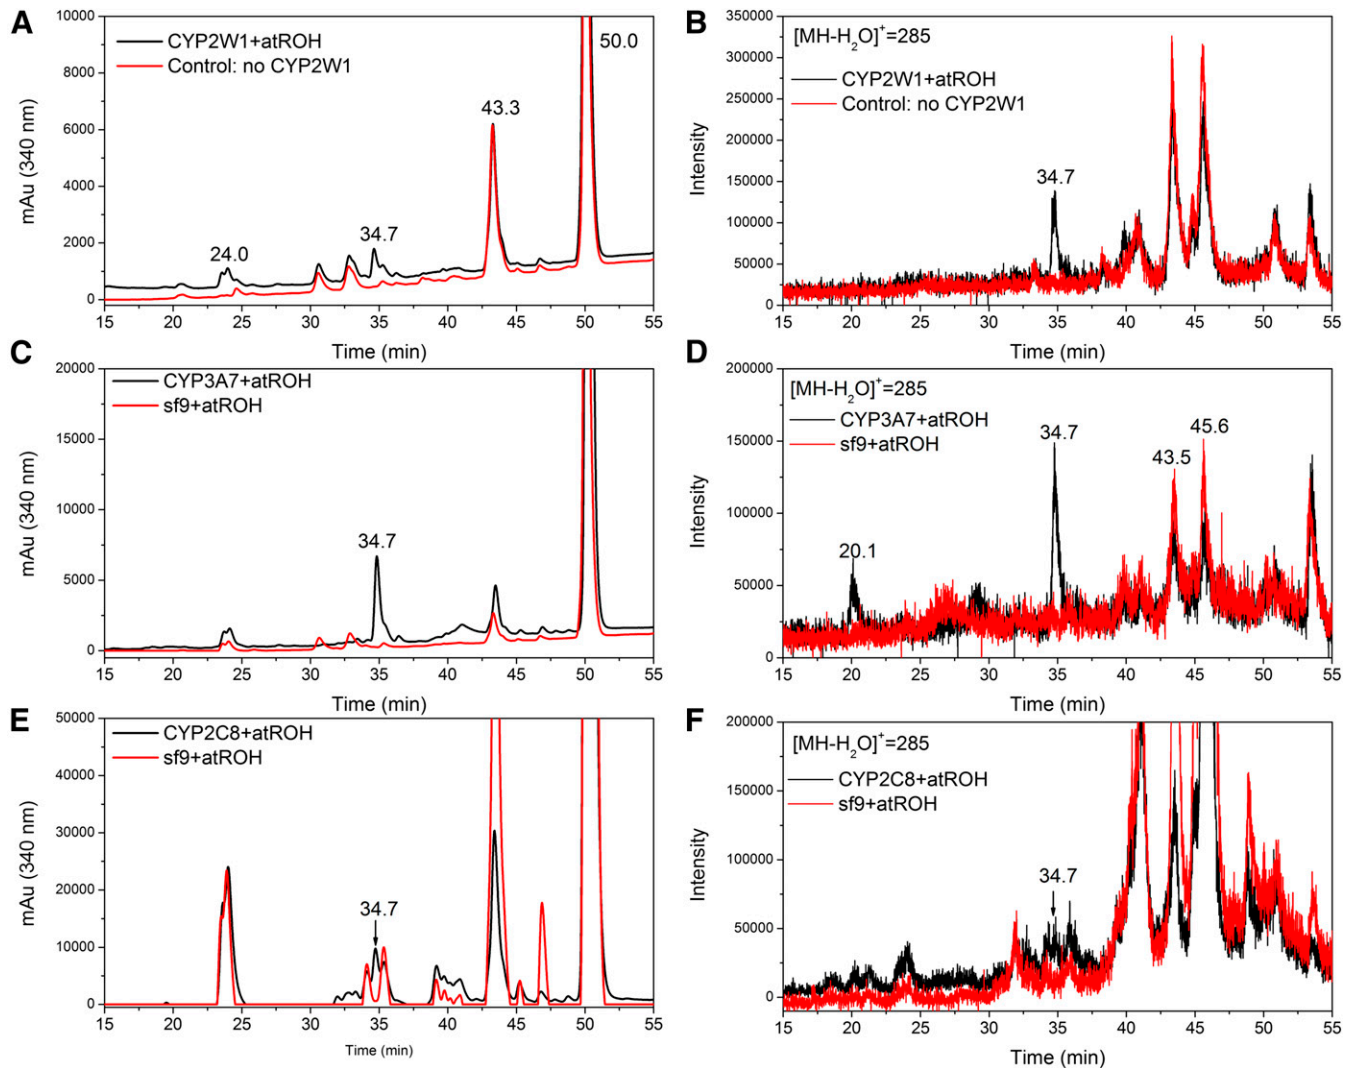 A
10000
8000
6000
4000
2000
0
mAu (340 nm)
CYP2W1+atROH
Control: no CYP2W1
50.0
43.3
34.7
24.0
15 20 25 30 35 40 45 50 55
Time (min)
B
350000
300000
250000
200000
150000
100000
50000
0
Intensity
[MH-H₂O]⁺=285
CYP2W1+atROH
Control: no CYP2W1
34.7
15 20 25 30 35 40 45 50 55
Time (min)
C
20000
15000
10000
5000
0
mAu (340 nm)
CYP3A7+atROH
sf9+atROH
34.7
15 20 25 30 35 40 45 50 55
Time (min)
D
200000
150000
100000
50000
0
Intensity
[MH-H₂O]⁺=285
CYP3A7+atROH
sf9+atROH
34.7
45.6
43.5
20.1
15 20 25 30 35 40 45 50 55
Time (min)
E
50000
40000
30000
20000
10000
0
mAu (340 nm)
CYP2C8+atROH
sf9+atROH
34.7
15 20 25 30 35 40 45 50 55
Time (min)
F
200000
150000
100000
50000
0
Intensity
[MH-H₂O]⁺=285
CYP2C8+atROH
sf9+atROH
34.7
15 20 25 30 35 40 45 50 55
Time (min)